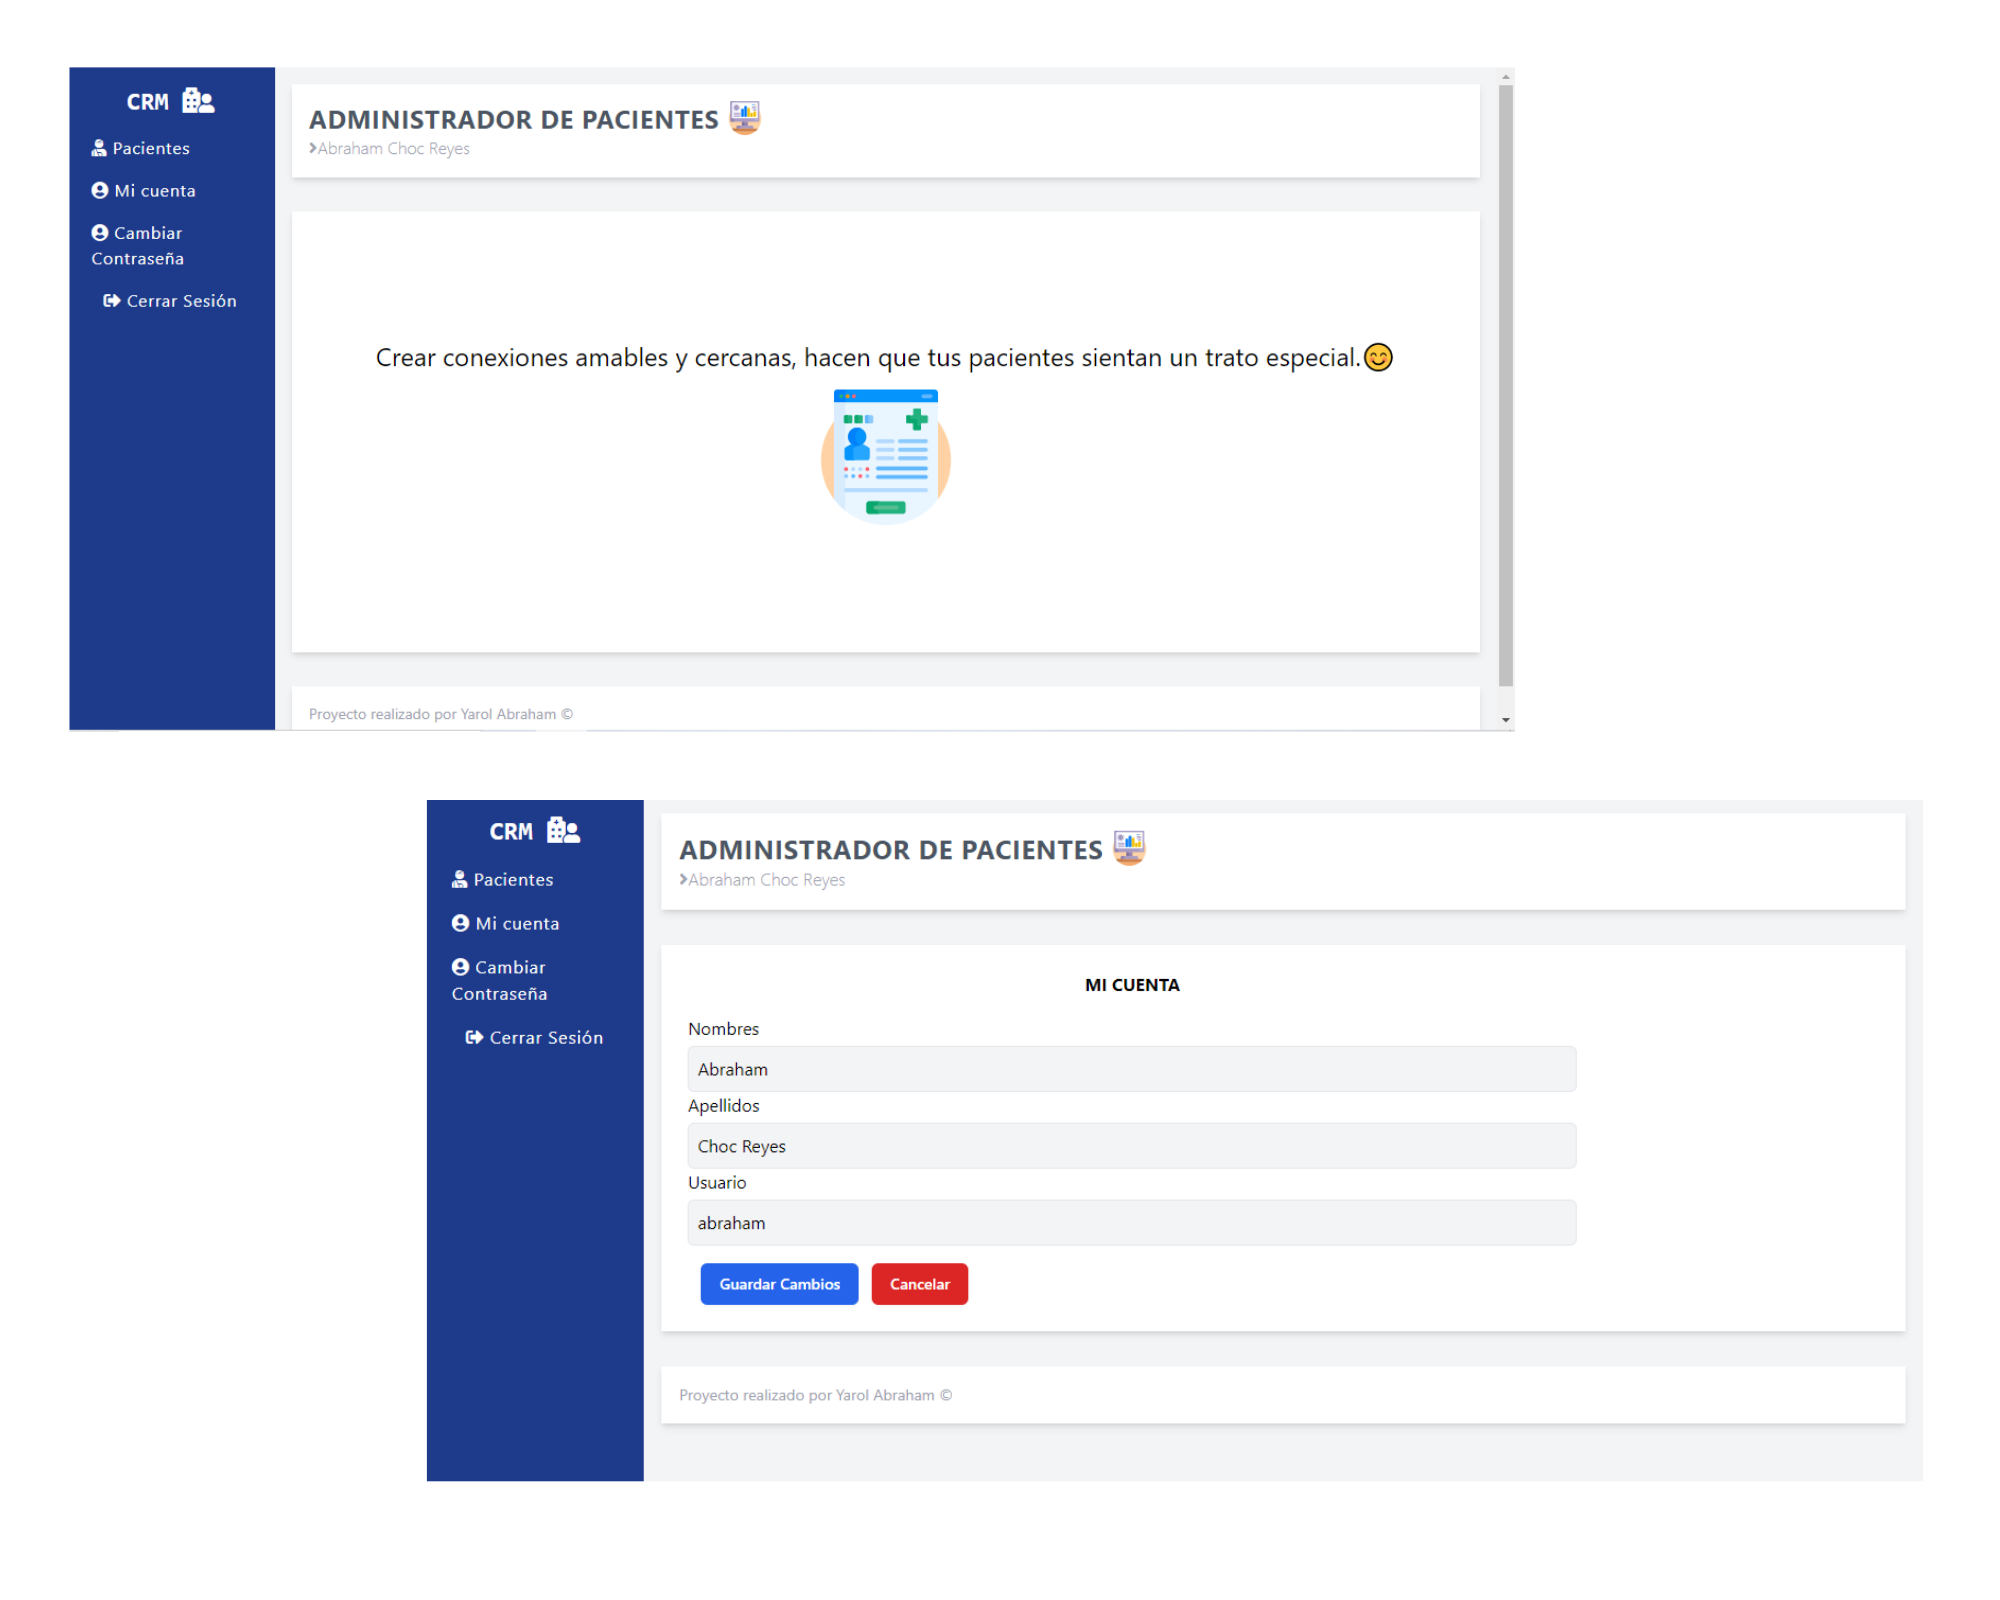 CRM
Pacientes
Mi cuenta
Cambiar
Contraseña
Cerrar Sesión
ADMINISTRADOR DE PACIENTES
Abraham Choc Reyes
Crear conexiones amables y cercanas, hacen que tus pacientes sientan un trato especial.😊
Proyecto realizado por Yarol Abraham ©
CRM
Pacientes
Mi cuenta
Cambiar
Contraseña
Cerrar Sesión
ADMINISTRADOR DE PACIENTES
Abraham Choc Reyes
MI CUENTA
Nombres
Abraham
Apellidos
Choc Reyes
Usuario
abraham
Guardar Cambios
Cancelar
Proyecto realizado por Yarol Abraham ©